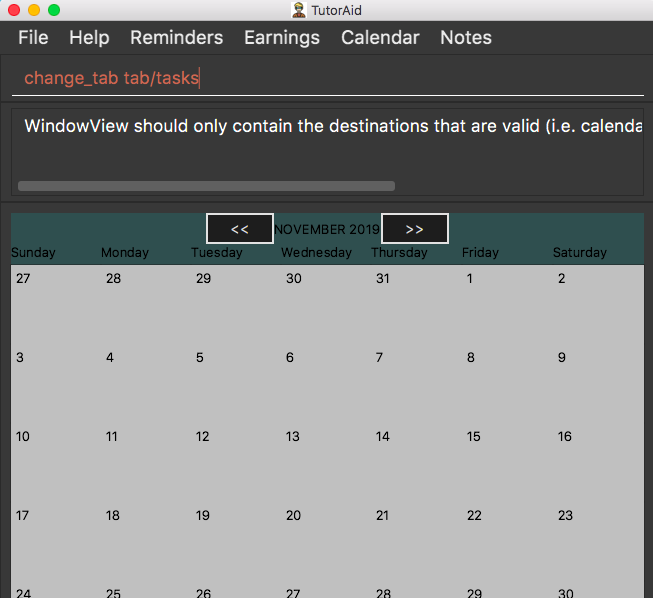 TutorAid
File Help Reminders Earnings Calendar Notes
change_tab tab/tasks
WindowView should only contain the destinations that are valid (i.e. calenda
<< NOVEMBER 2019 >>
Sunday Monday Tuesday Wednesday Thursday Friday Saturday
27 28 29 30 31 1 2
3 4 5 6 7 8 9
10 11 12 13 14 15 16
17 18 19 20 21 22 23
24 25 26 27 28 29 30